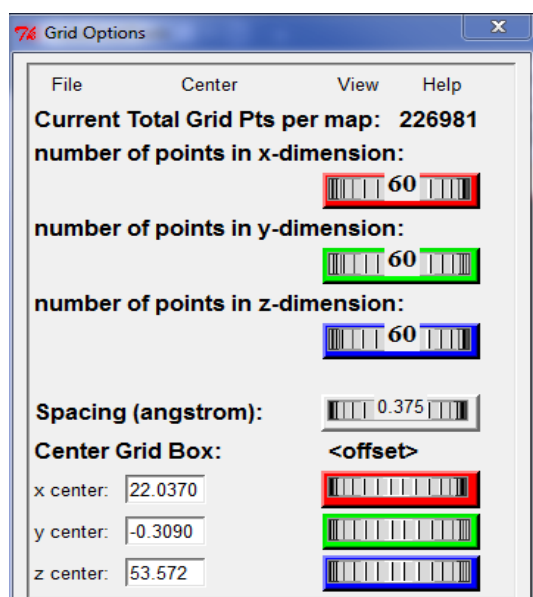 Grid Options
x
File Center View Help
Current Total Grid Pts per map: 226981
number of points in x-dimension:
60
number of points in y-dimension:
60
number of points in z-dimension:
60
Spacing (angstrom): 0.375
Center Grid Box: <offset>
x center: 22.0370
y center: -0.3090
z center: 53.572